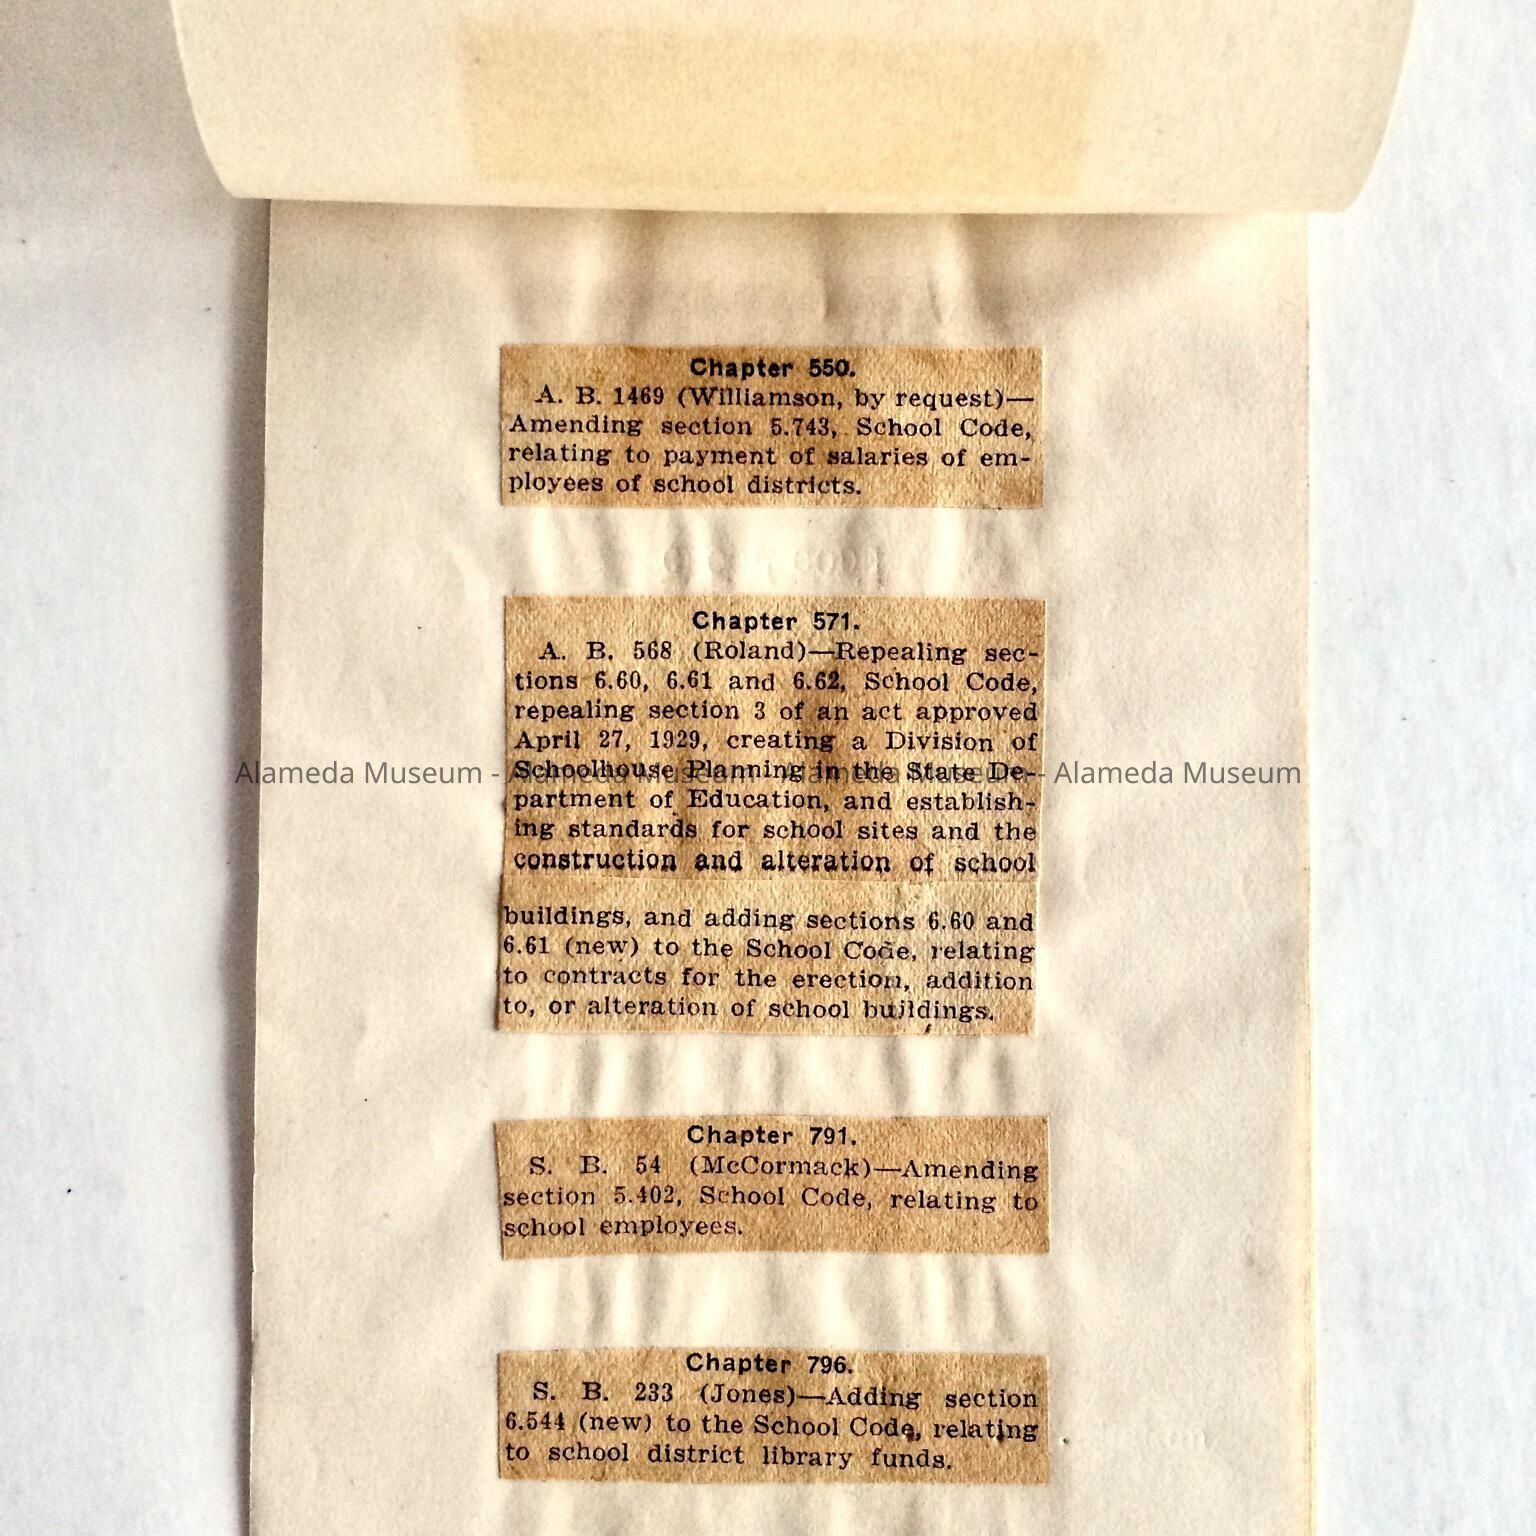 Chapter 550.
A. B. 1469 (Williamson, by request)—
Amending section 5.743, School Code,
relating to payment of salaries of em-
ployees of school districts.
Chapter 571.
A. B. 568 (Roland)—Repealing sec-
tions 6.60, 6.61 and 6.62, School Code,
repealing section 3 of an act approved
April 27, 1929, creating a Division of
Schoolhouse Planning in the State De-
Alameda Museum - Alameda Museum - Alameda Museum - Alameda Museum
partment of Education, and establish-
ing standards for school sites and the
construction and alteration of school
buildings, and adding sections 6.60 and
6.61 (new) to the School Code, relating
to contracts for the erection, addition
to, or alteration of school buildings.
Chapter 791.
S. B. 54 (McCormack)—Amending
section 5.402, School Code, relating to
school employees.
Chapter 796.
S. B. 233 (Jones)—Adding section
6.544 (new) to the School Code, relating
to school district library funds.